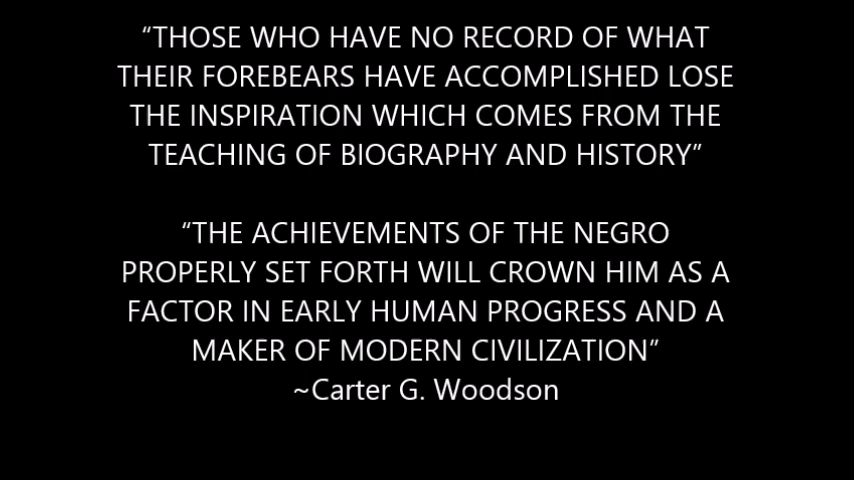 “THOSE WHO HAVE NO RECORD OF WHAT
THEIR FOREBEARS HAVE ACCOMPLISHED LOSE
THE INSPIRATION WHICH COMES FROM THE
TEACHING OF BIOGRAPHY AND HISTORY”
“THE ACHIEVEMENTS OF THE NEGRO
PROPERLY SET FORTH WILL CROWN HIM AS A
FACTOR IN EARLY HUMAN PROGRESS AND A
MAKER OF MODERN CIVILIZATION”
~Carter G. Woodson